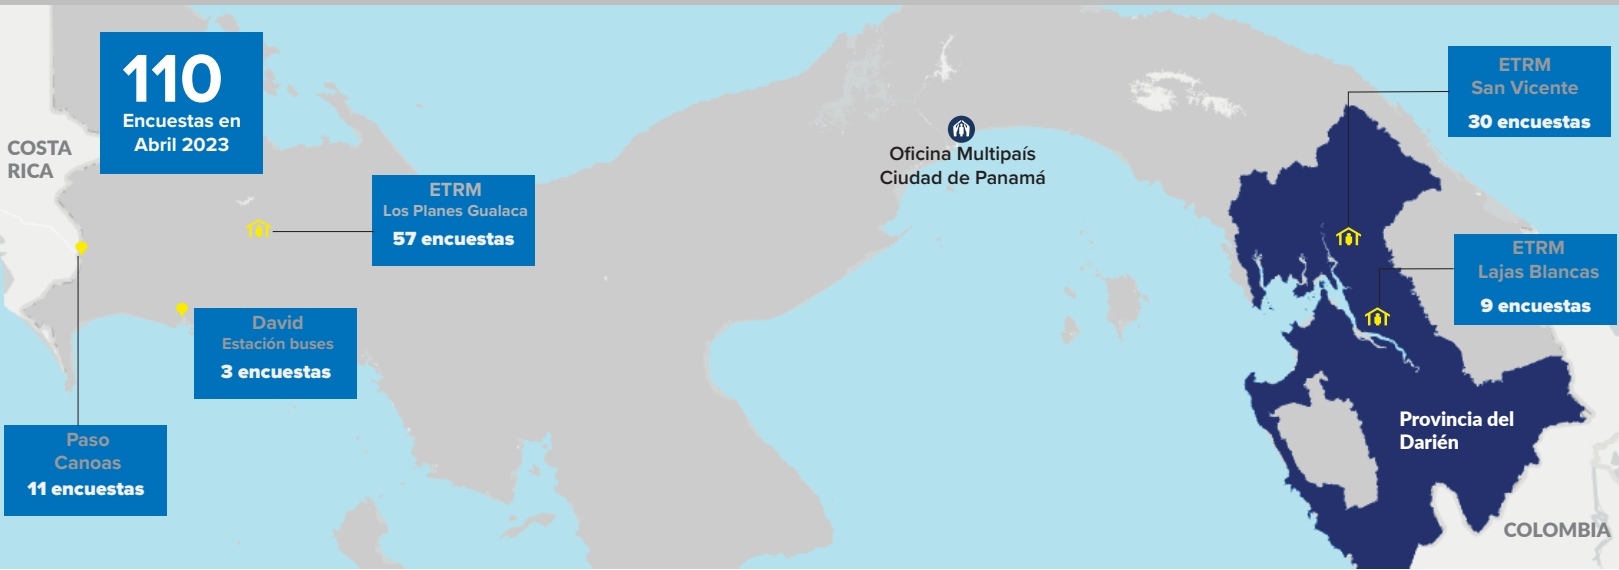 110
Encuestas en
Abril 2023
COSTA
RICA
ETRM
Los Planes Gualaca
57 encuestas
David
Estación buses
3 encuestas
Paso
Canoas
11 encuestas
Oficina Multipaís
Ciudad de Panamá
ETRM
San Vicente
30 encuestas
ETRM
Lajas Blancas
9 encuestas
Provincia del
Darién
COLOMBIA